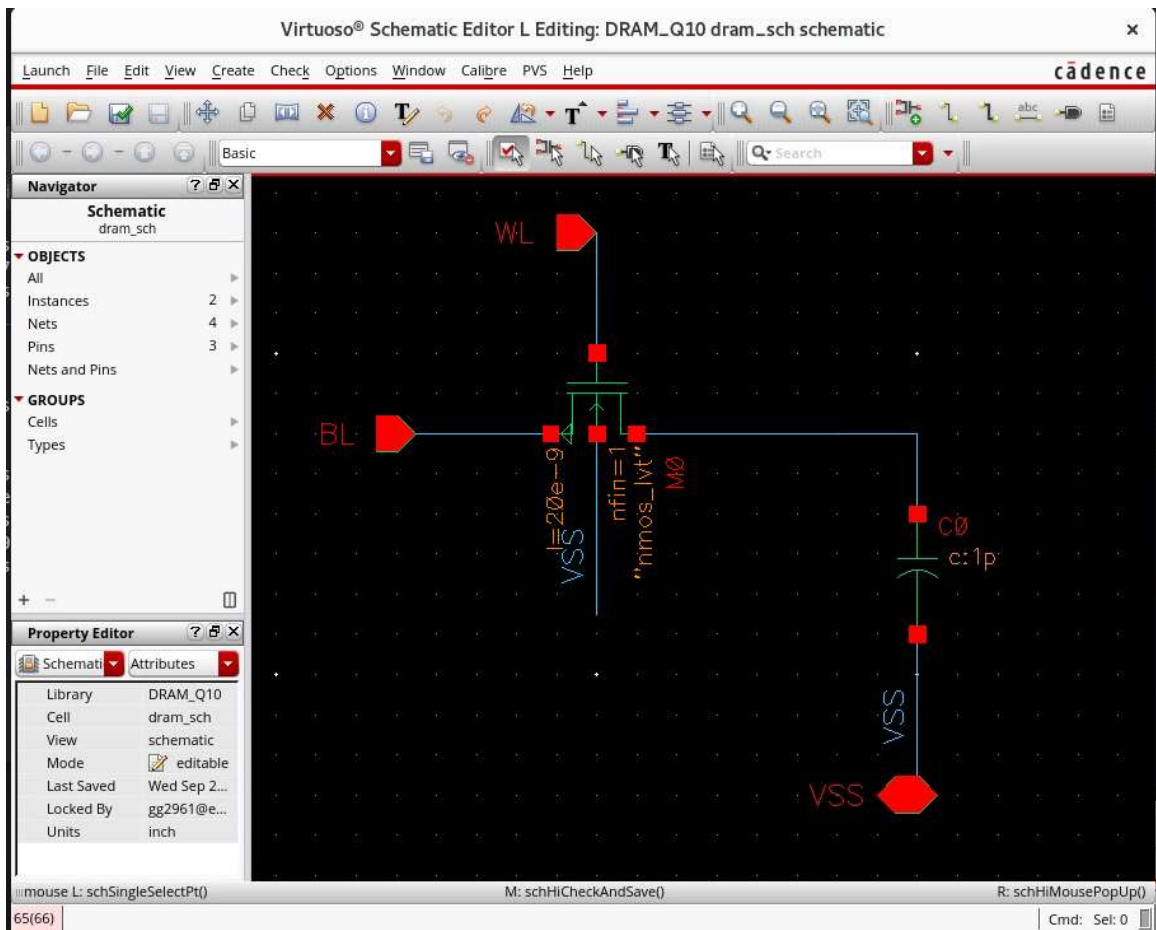 Virtuoso® Schematic Editor L Editing: DRAM_Q10 dram_sch schematic ×
Launch File Edit View Create Check Options Window Calibre PVS Help cādence
abc
Basic
Search
Navigator
Schematic
dram_sch
OBJECTS
All
Instances 2
Nets 4
Pins 3
Nets and Pins
GROUPS
Cells
Types
Property Editor
Schemati Attributes
Library DRAM_Q10
Cell dram_sch
View schematic
Mode editable
Last Saved Wed Sep 2...
Locked By gg2961@e...
Units inch
WL
BL
l=20e-9
VSS
nfin=1
"nmos_lvt"
M0
C0
c:1p
VSS
VSS
mouse L: schSingleSelectPt() M: schHiCheckAndSave() R: schHiMousePopUp()
65(66) Cmd: Sel: 0